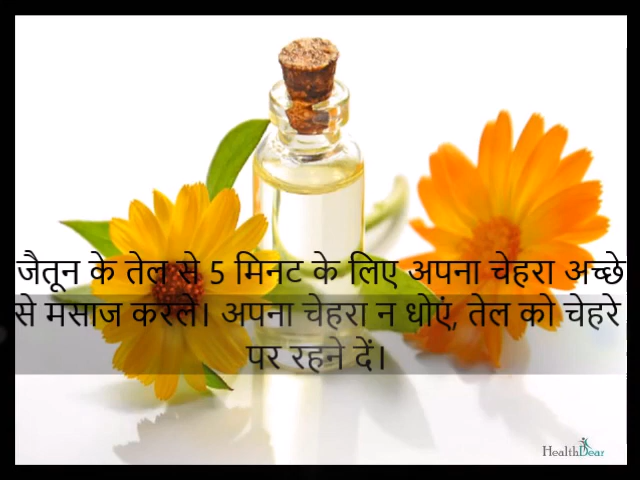 जैतून के तेल से 5 मिनट के लिए अपना चेहरा अच्छे
से मसाज करलें। अपना चेहरा न धोएं, तेल को चेहरे
पर रहने दें।
HealthDear